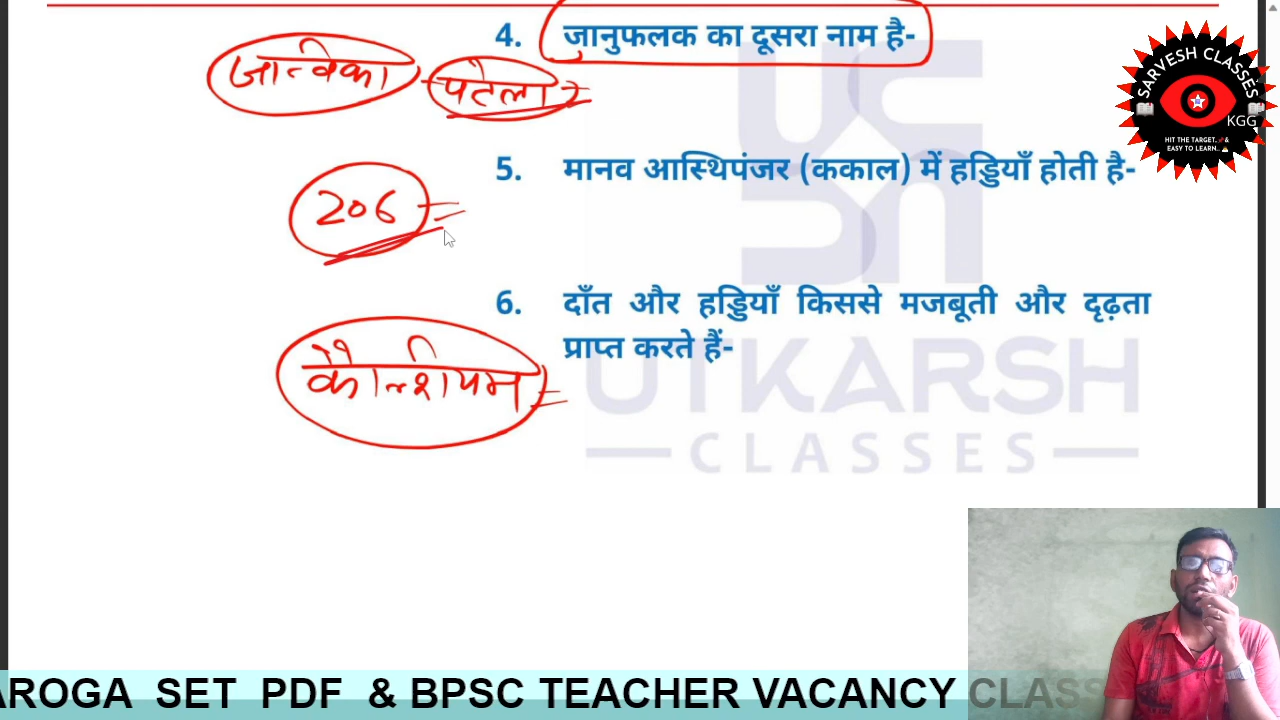 4. जानुफलक का दूसरा नाम है-
जान्विका
पटेला
5. मानव आस्थिपंजर (ककाल) में हड्डियाँ होती है-
206
6. दाँत और हड्डियाँ किससे मजबूती और दृढ़ता
प्राप्त करते हैं-
कैल्शियम
UTKARSH
CLASSES
SARVESH CLASSES
KGG
HIT THE TARGET. &
EASY TO LEARN..
AROGA SET PDF & BPSC TEACHER VACANCY CLASS